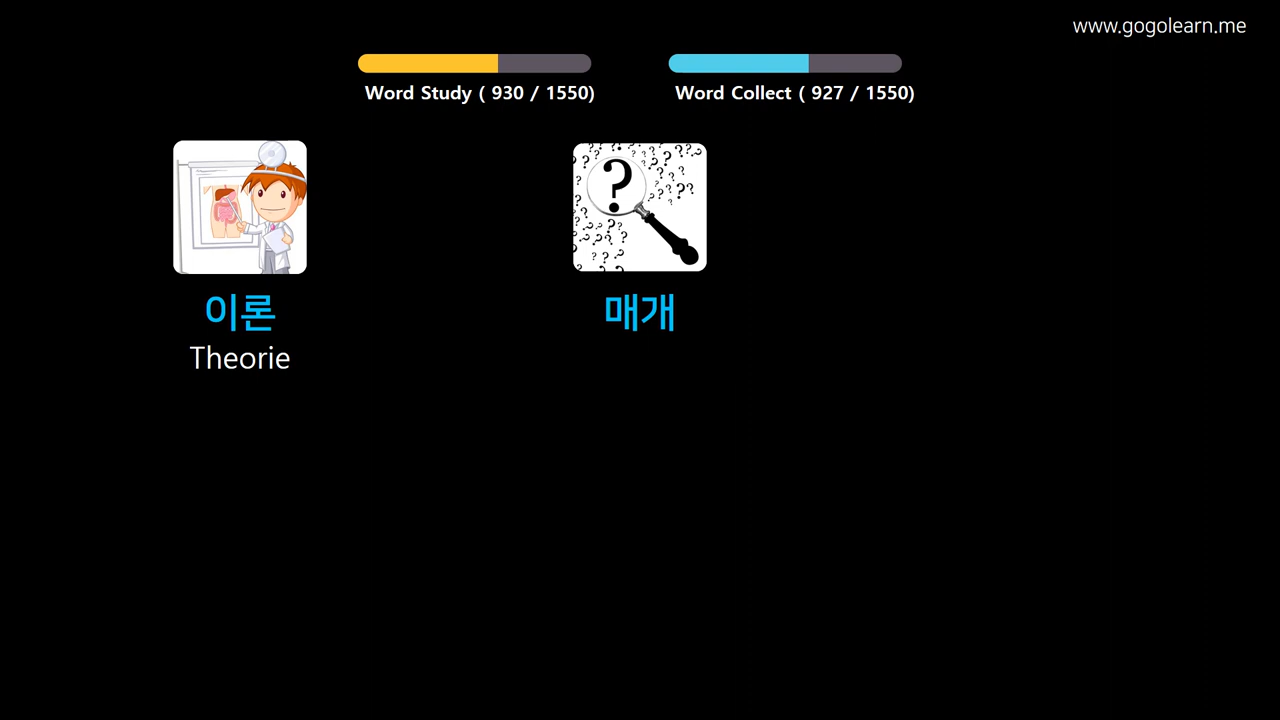 www.gogolearn.me
Word Study ( 930 / 1550)
Word Collect ( 927 / 1550)
이론
Theorie
매개